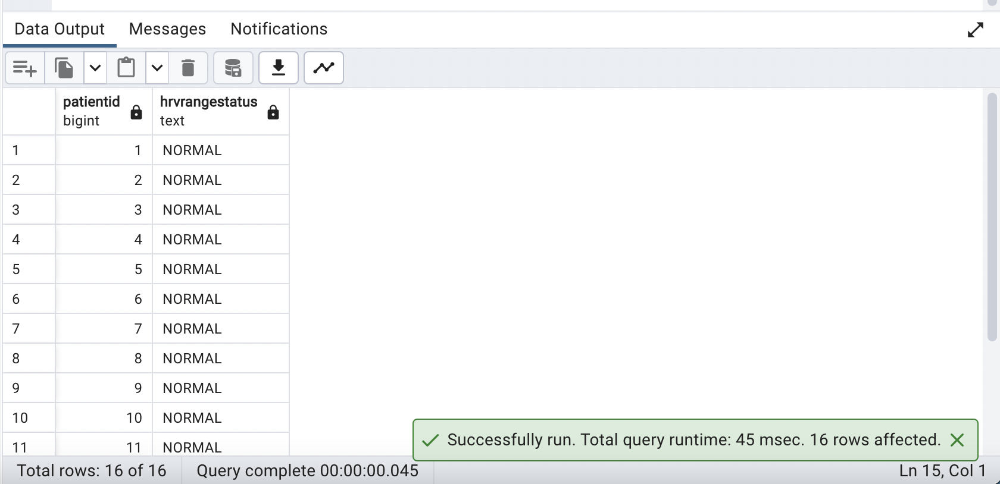 Data Output Messages Notifications
patientid hrvrangestatus
bigint text
1 1 NORMAL
2 2 NORMAL
3 3 NORMAL
4 4 NORMAL
5 5 NORMAL
6 6 NORMAL
7 7 NORMAL
8 8 NORMAL
9 9 NORMAL
10 10 NORMAL
11 11 NORMAL
Successfully run. Total query runtime: 45 msec. 16 rows affected.
Total rows: 16 of 16 Query complete 00:00:00.045 Ln 15, Col 1